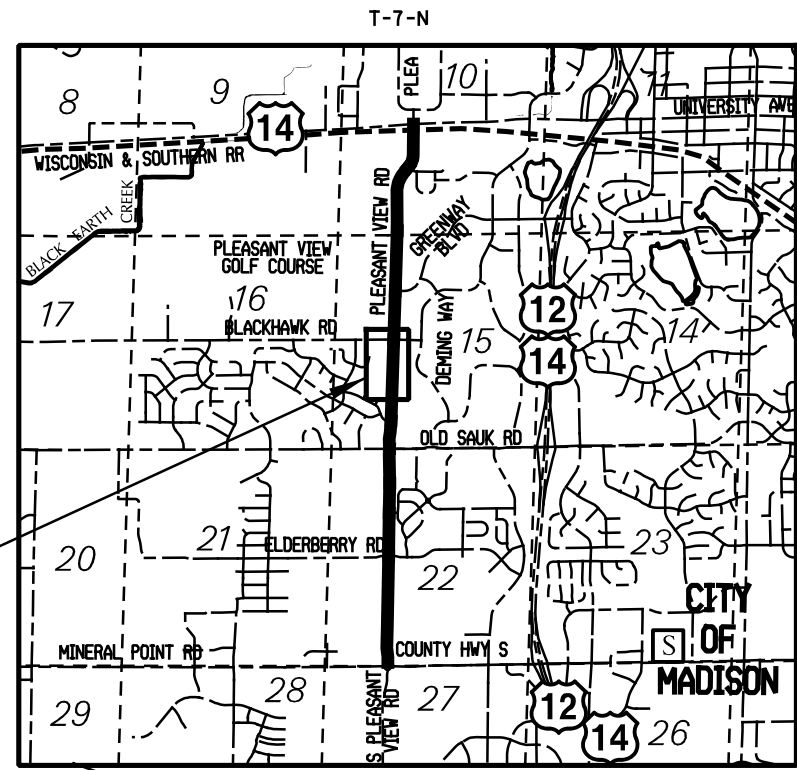 T-7-N
PLEA
10
11
9
8
14
UNIVERSITY AVE
WISCONSIN & SOUTHERN RR
BLACK EARTH CREEK
PLEASANT VIEW RD
GREENWAY
BLVD
PLEASANT VIEW
GOLF COURSE
16
17
BLACKHAWK RD
DEMING WAY
15
12
14
14
OLD SAUK RD
20
21
ELDERBERRY RD
22
23
CITY
OF
MADISON
S
MINERAL POINT RD
COUNTY HWY S
S PLEASANT
VIEW RD
28
27
29
12
14
26